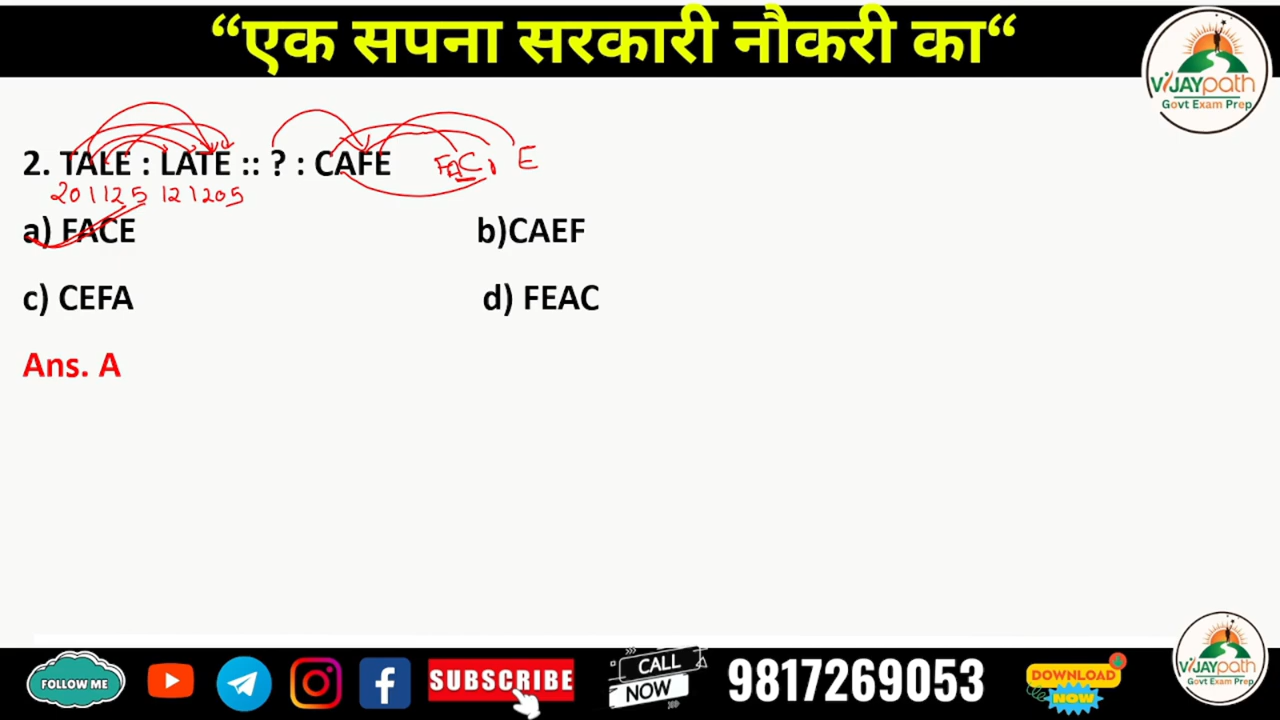 “एक सपना सरकारी नौकरी का“
ViJAYpath
Govt Exam Prep
2. TALE : LATE :: ? : CAFE
FAC E
20 1 12 5 12 1 20 5
a) FACE
b)CAEF
c) CEFA
d) FEAC
Ans. A
ViJAYpath
Govt Exam Prep
FOLLOW ME
SUBSCRIBE
CALL
NOW
9817269053
DOWNLOAD
NOW